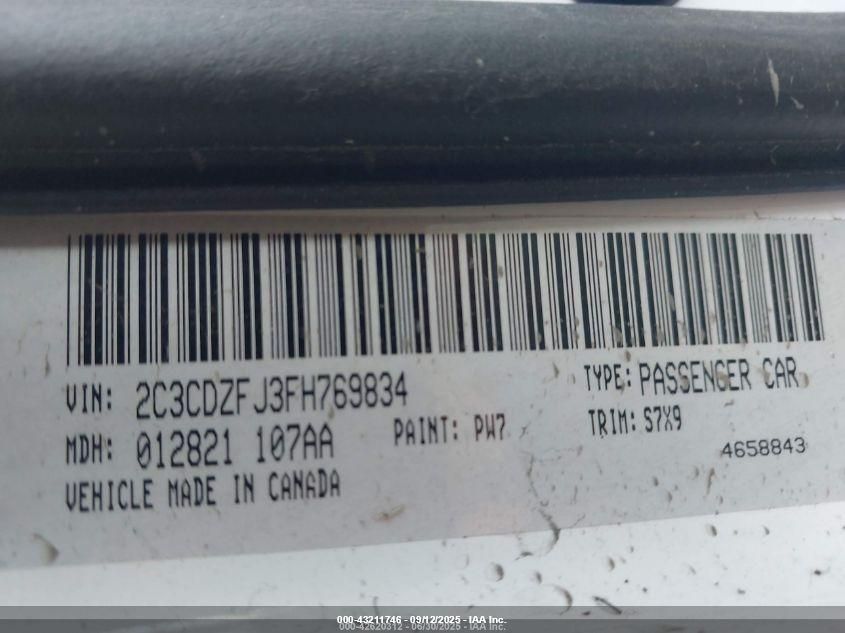 VIN: 2C3CDZFJ3FH769834
TYPE: PASSENGER CAR
MDH: 012821 107AA
PAINT: PW7
TRIM: S7X9
4658843
VEHICLE MADE IN CANADA
000-43211746 - 09/12/2025 - IAA Inc.
000-42620312 - 06/30/2025 - IAA Inc.